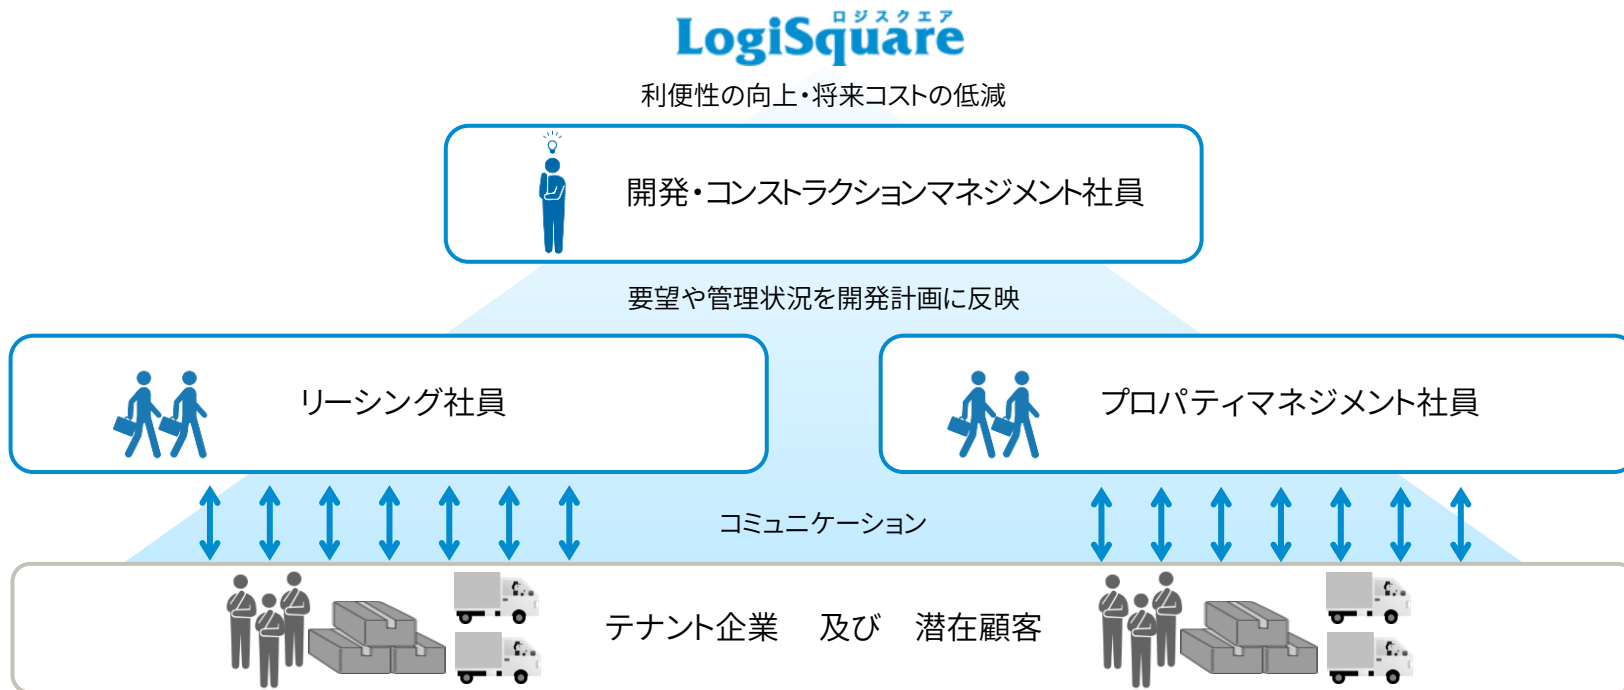 ロジスクエア
LogiSquare
利便性の向上・将来コストの低減
開発・コンストラクションマネジメント社員
要望や管理状況を開発計画に反映
リーシング社員
プロパティマネジメント社員
コミュニケーション
テナント企業　及び　潜在顧客